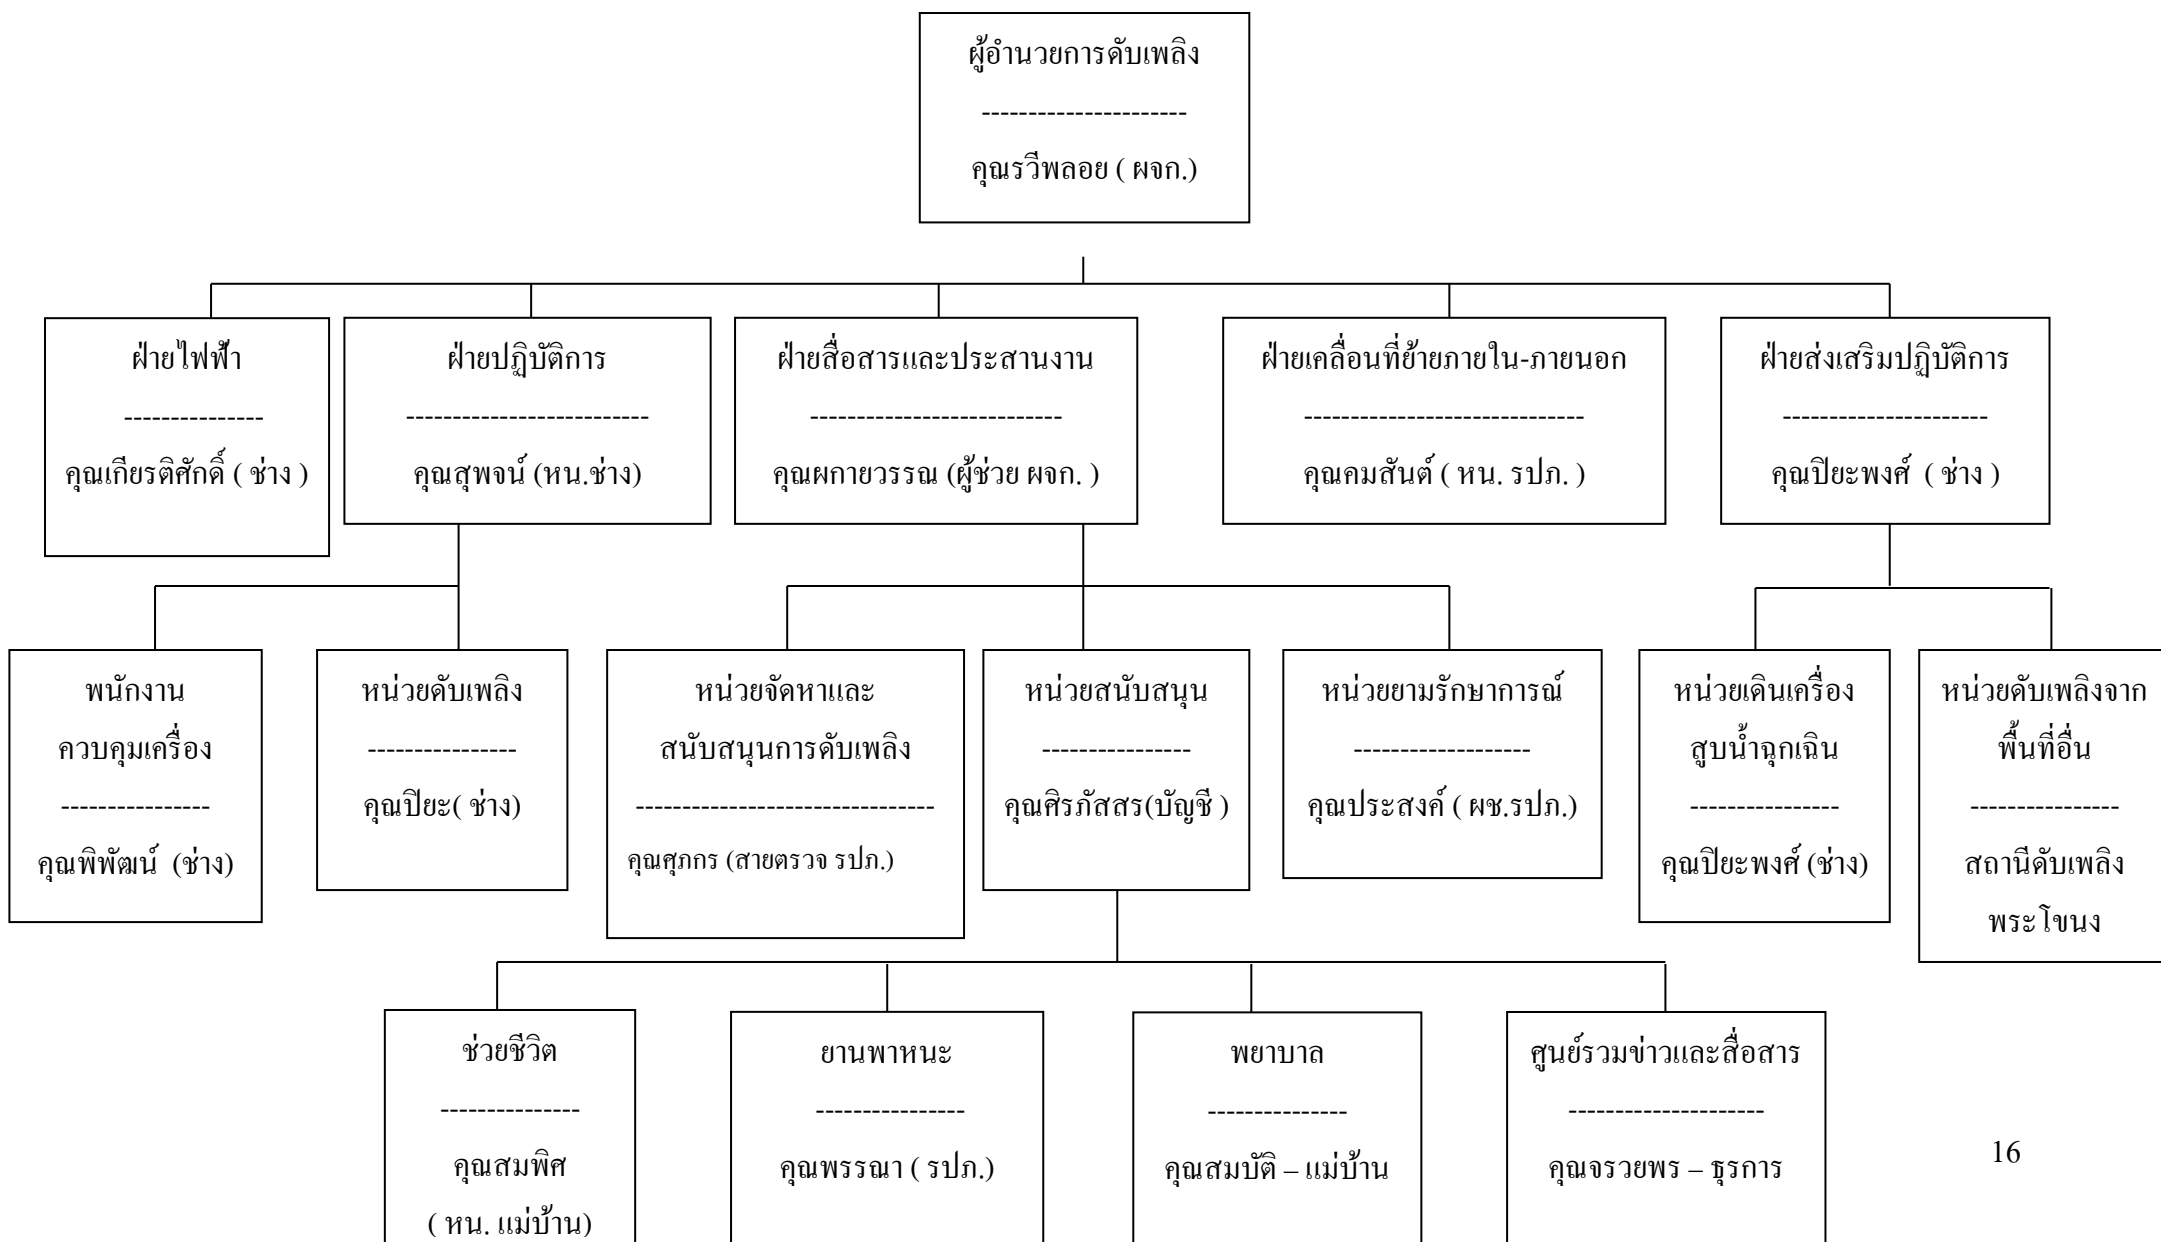 ผู้อำนวยการดับเพลิง
----------------------
คุณรวีพลอย ( ผจก.)
ฝ่ายไฟฟ้า
---------------
คุณเกียรติศักดิ์ ( ช่าง )
ฝ่ายปฏิบัติการ
--------------------------
คุณสุพจน์ (หน.ช่าง)
ฝ่ายสื่อสารและประสานงาน
---------------------------
คุณผกายวรรณ (ผู้ช่วย ผจก. )
ฝ่ายเคลื่อนที่ย้ายภายใน-ภายนอก
------------------------------
คุณคมสันต์ ( หน. รปภ. )
ฝ่ายส่งเสริมปฏิบัติการ
----------------------
คุณปิยะพงศ์ ( ช่าง )
พนักงาน
ควบคุมเครื่อง
----------------
คุณพิพัฒน์ (ช่าง)
หน่วยดับเพลิง
----------------
คุณปิยะ( ช่าง)
หน่วยจัดหาและ
สนับสนุนการดับเพลิง
--------------------------------
คุณศุภกร (สายตรวจ รปภ.)
หน่วยสนับสนุน
----------------
คุณศิรภัสสร(บัญชี )
หน่วยยามรักษาการณ์
-------------------
คุณประสงค์ ( ผช.รปภ.)
หน่วยเดินเครื่อง
สูบน้ำฉุกเฉิน
----------------
คุณปิยะพงศ์ (ช่าง)
หน่วยดับเพลิงจาก
พื้นที่อื่น
----------------
สถานีดับเพลิง
พระโขนง
ช่วยชีวิต
---------------
คุณสมพิศ
( หน. แม่บ้าน)
ยานพาหนะ
----------------
คุณพรรณา ( รปภ.)
พยาบาล
---------------
คุณสมบัติ – แม่บ้าน
ศูนย์รวมข่าวและสื่อสาร
---------------------
คุณจรวยพร – ธุรการ
16